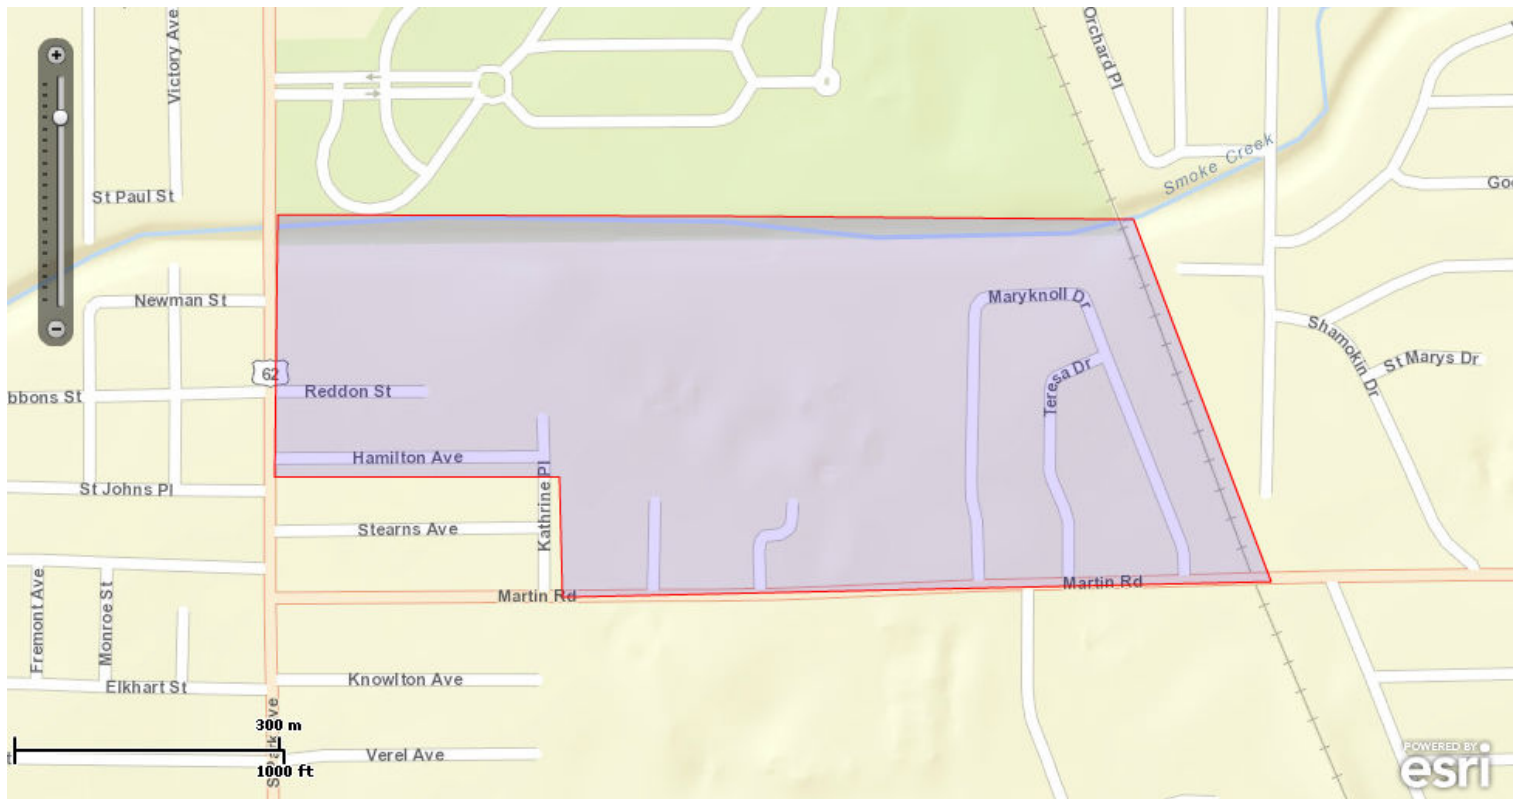 Victory Ave
Orchard Pl
Smoke Creek
St Paul St
Goo
Newman St
Maryknoll Dr
Shamokin Dr
St Marys Dr
62
Teresa Dr
bbons St
Reddon St
Hamilton Ave
St Johns Pl
Kathrine Pl
Stearns Ave
Martin Rd
Martin Rd
Fremont Ave
Monroe St
Elkhart St
Knowlton Ave
S Park Ave
300 m
1000 ft
Verel Ave
POWERED BY
esri